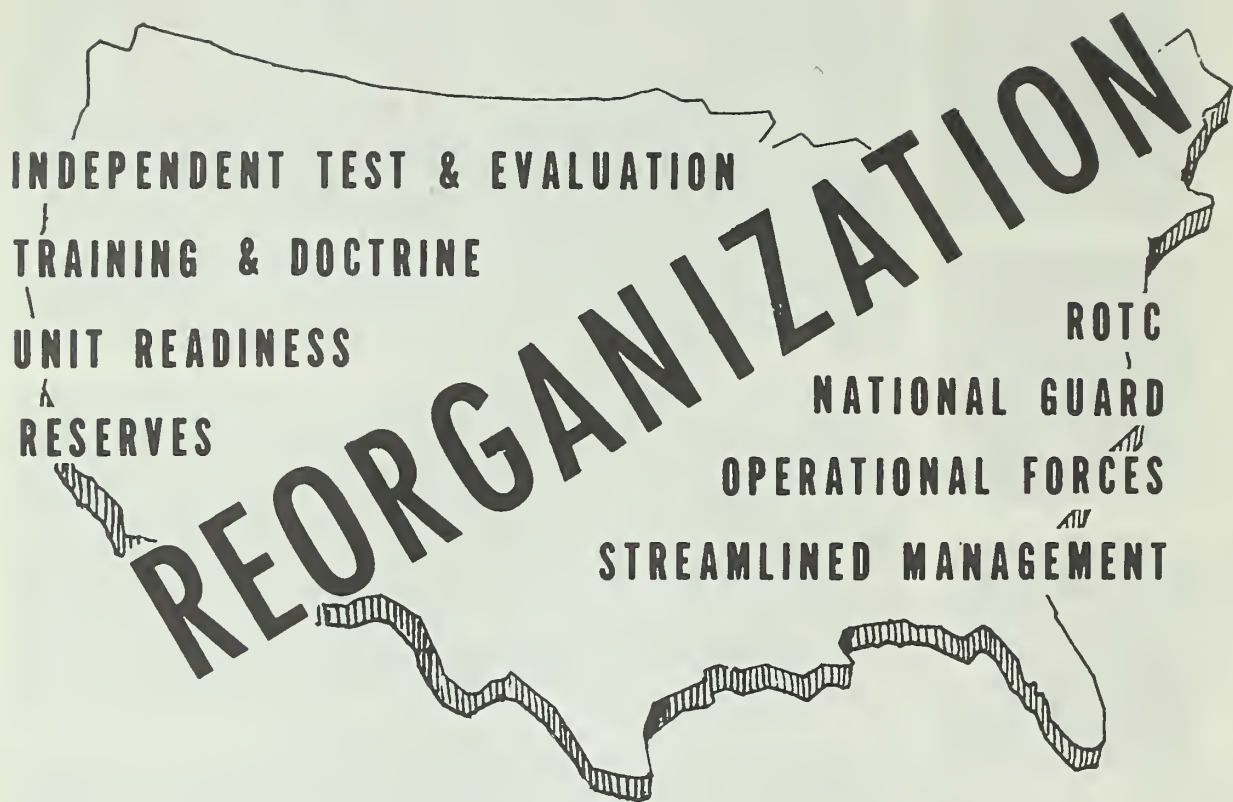 INDEPENDENT TEST & EVALUATION
TRAINING & DOCTRINE
UNIT READINESS
RESERVES
REORGANIZATION
ROTC
NATIONAL GUARD
OPERATIONAL FORCES
STREAMLINED MANAGEMENT